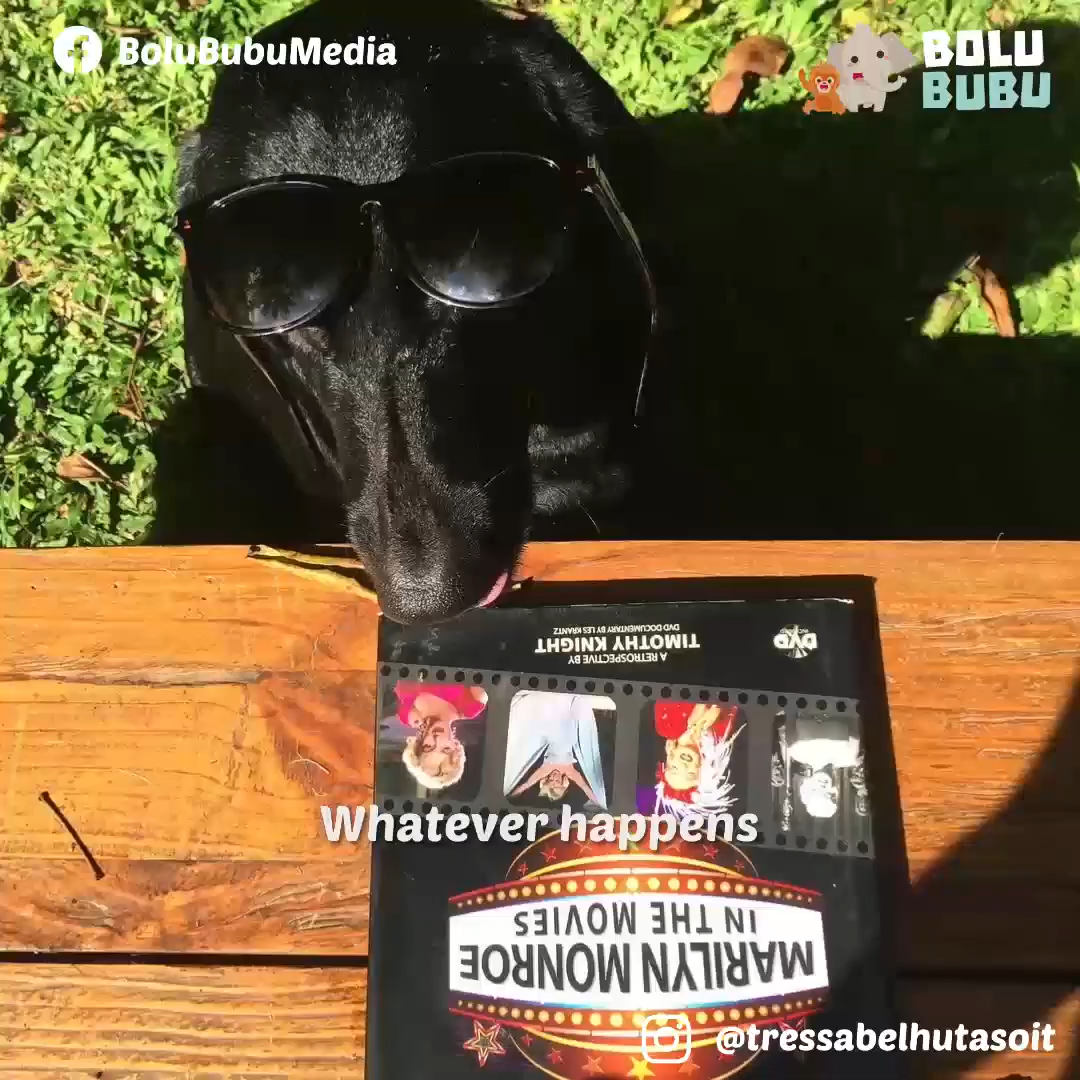 BoluBubuMedia
BOLU
BUBU
MARILYN MONROE
IN THE MOVIES
Whatever happens
A RETROSPECTIVE BY
TIMOTHY KNIGHT
DVD DOCUMENTARY BY LES KRANTZ
DVD
@tressabelhutasoit